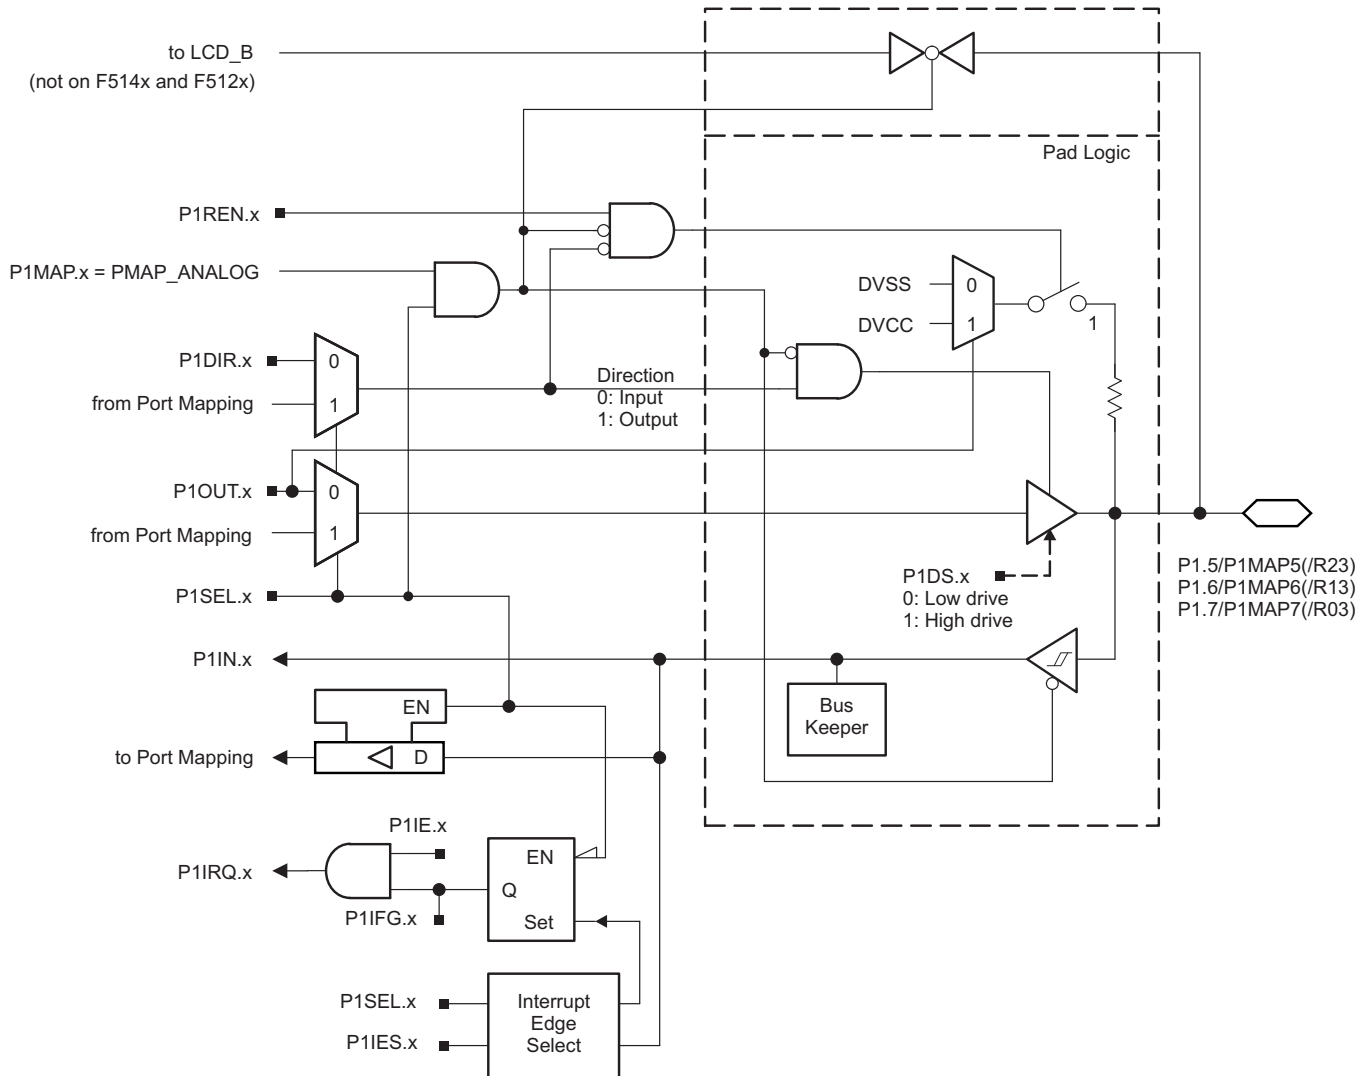 to LCD_B
(not on F514x and F512x)
Pad Logic
P1REN.x
P1MAP.x = PMAP_ANALOG
DVSS
0
DVCC
1
1
P1DIR.x
0
from Port Mapping
1
Direction
0: Input
1: Output
P1OUT.x
0
from Port Mapping
1
P1SEL.x
P1DS.x
0: Low drive
1: High drive
P1.5/P1MAP5(/R23)
P1.6/P1MAP6(/R13)
P1.7/P1MAP7(/R03)
P1IN.x
EN
Bus
Keeper
to Port Mapping
D
P1IE.x
P1IRQ.x
EN
Q
P1IFG.x
Set
P1SEL.x
P1IES.x
Interrupt
Edge
Select